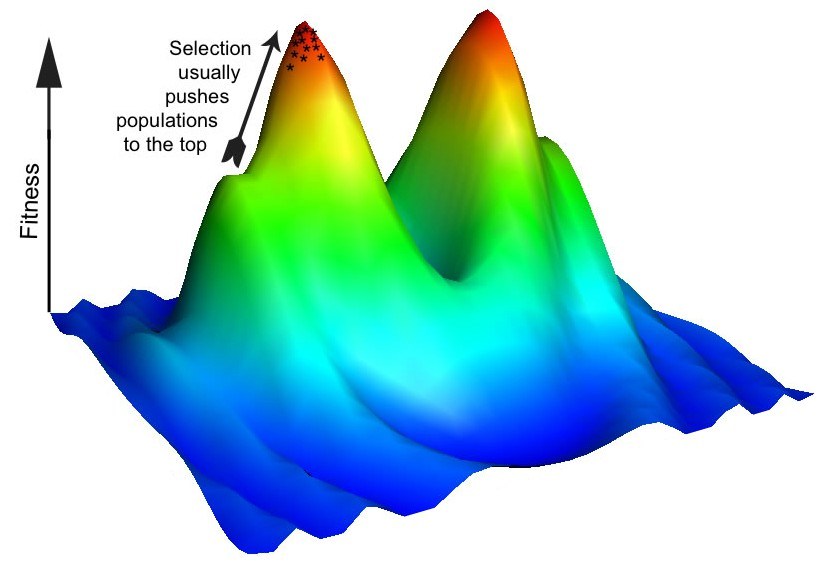 Selection
usually
pushes
populations
to the top
Fitness